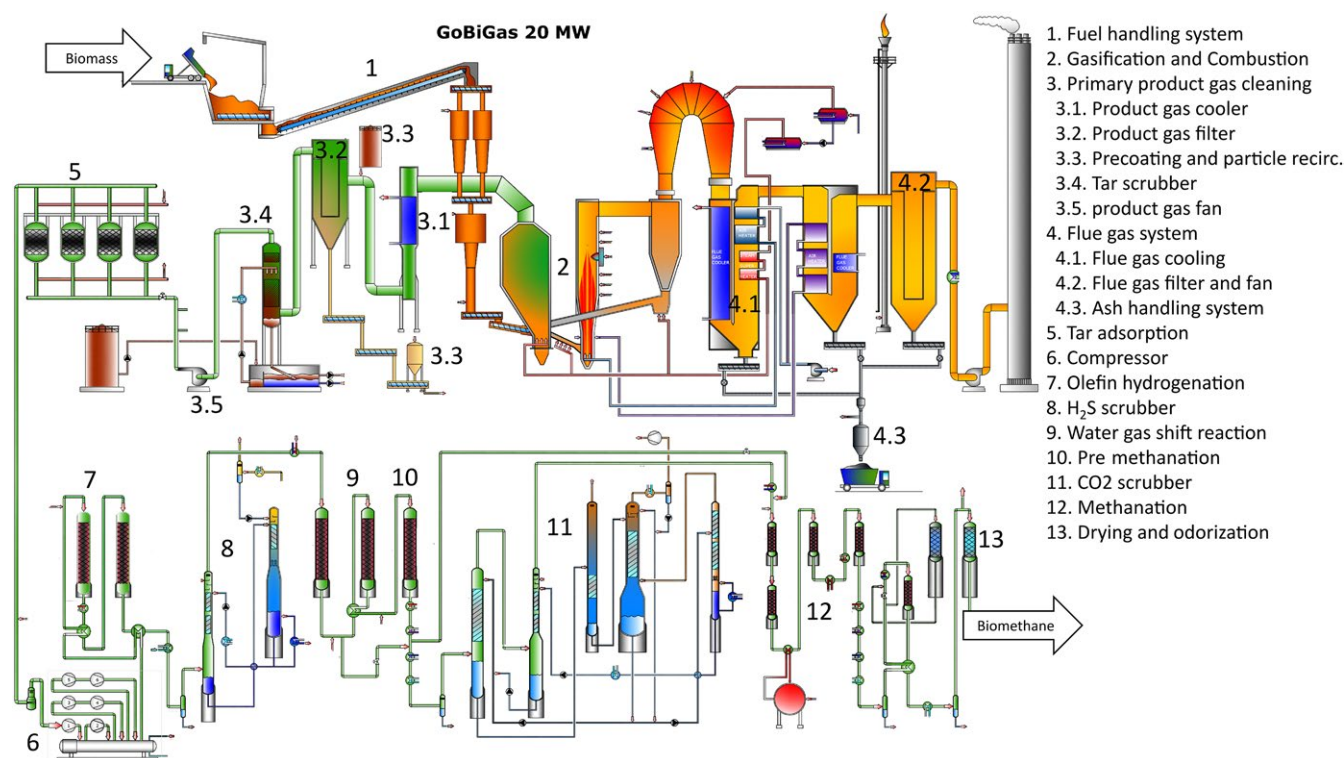 GoBiGas 20 MW
Biomass
1
3.3
3.2
5
3.1
3.4
2
4.2
FLUE
GAS
COOLER
AIR
HEATER
FLUE
GAS
COOLER
4.1
3.3
3.5
4.3
7
9
10
8
11
13
12
6
Biomethane
1. Fuel handling system
2. Gasification and Combustion
3. Primary product gas cleaning
3.1. Product gas cooler
3.2. Product gas filter
3.3. Precoating and particle recirc.
3.4. Tar scrubber
3.5. product gas fan
4. Flue gas system
4.1. Flue gas cooling
4.2. Flue gas filter and fan
4.3. Ash handling system
5. Tar adsorption
6. Compressor
7. Olefin hydrogenation
8. H₂S scrubber
9. Water gas shift reaction
10. Pre methanation
11. CO2 scrubber
12. Methanation
13. Drying and odorization